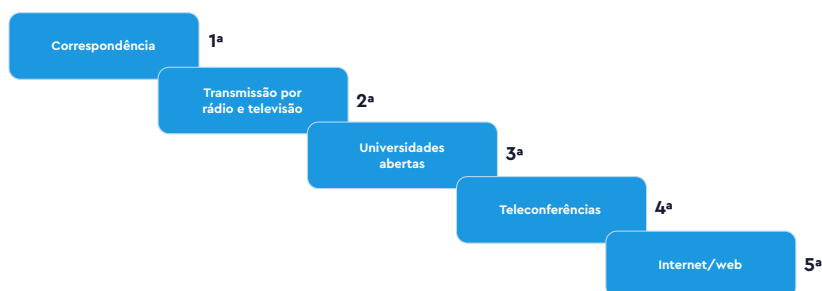 Correspondência
1ª
Transmissão por
rádio e televisão
2ª
Universidades
abertas
3ª
Teleconferências
4ª
Internet/web
5ª